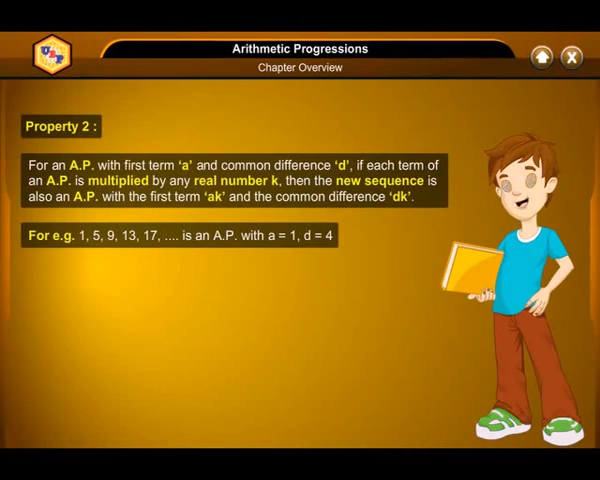 Arithmetic Progressions
Chapter Overview
Property 2 :
For an A.P. with first term ‘a’ and common difference ‘d’, if each term of
an A.P. is multiplied by any real number k, then the new sequence is
also an A.P. with the first term ‘ak’ and the common difference ‘dk’.
For e.g. 1, 5, 9, 13, 17, .... is an A.P. with a = 1, d = 4